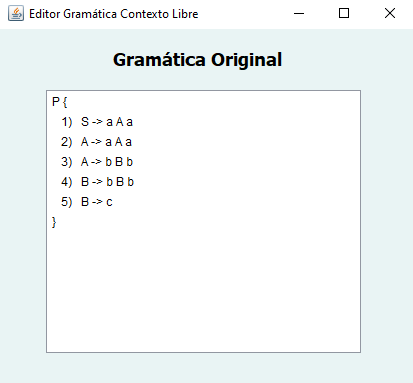 Editor Gramática Contexto Libre
Gramática Original
P {
1) S -> a A a
2) A -> a A a
3) A -> b B b
4) B -> b B b
5) B -> c
}